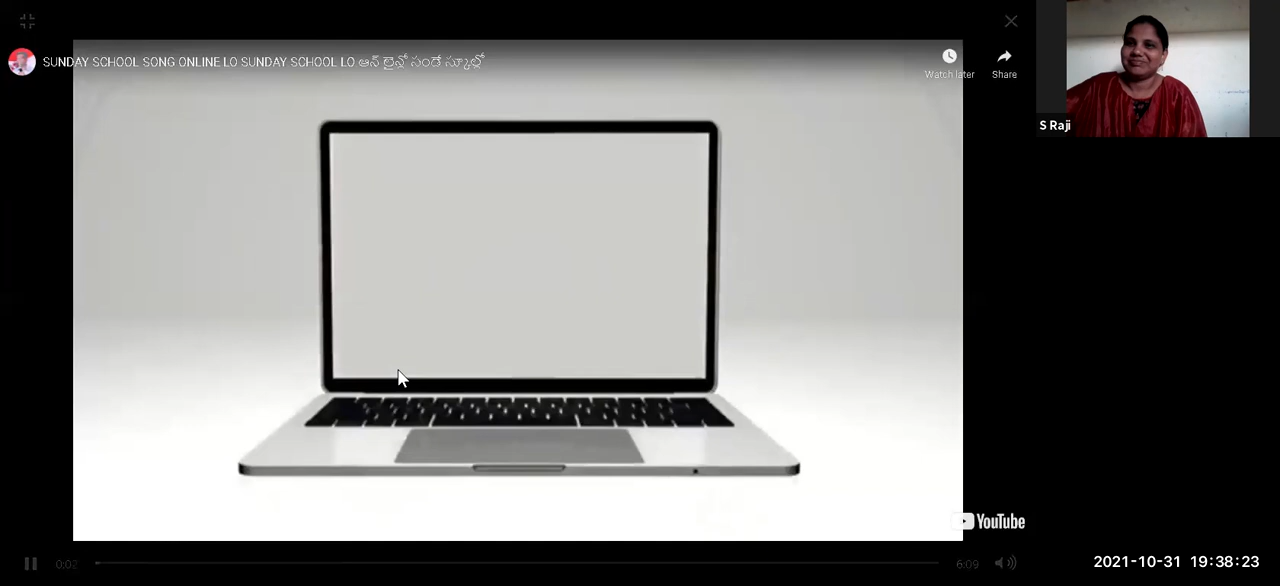 SUNDAY SCHOOL SONG ONLINE LO SUNDAY SCHOOL LO ఆన్ లైన్లో సండే స్కూల్లో
Watch later
Share
S Raji
YouTube
0:02
6:09
2021-10-31 19:38:23